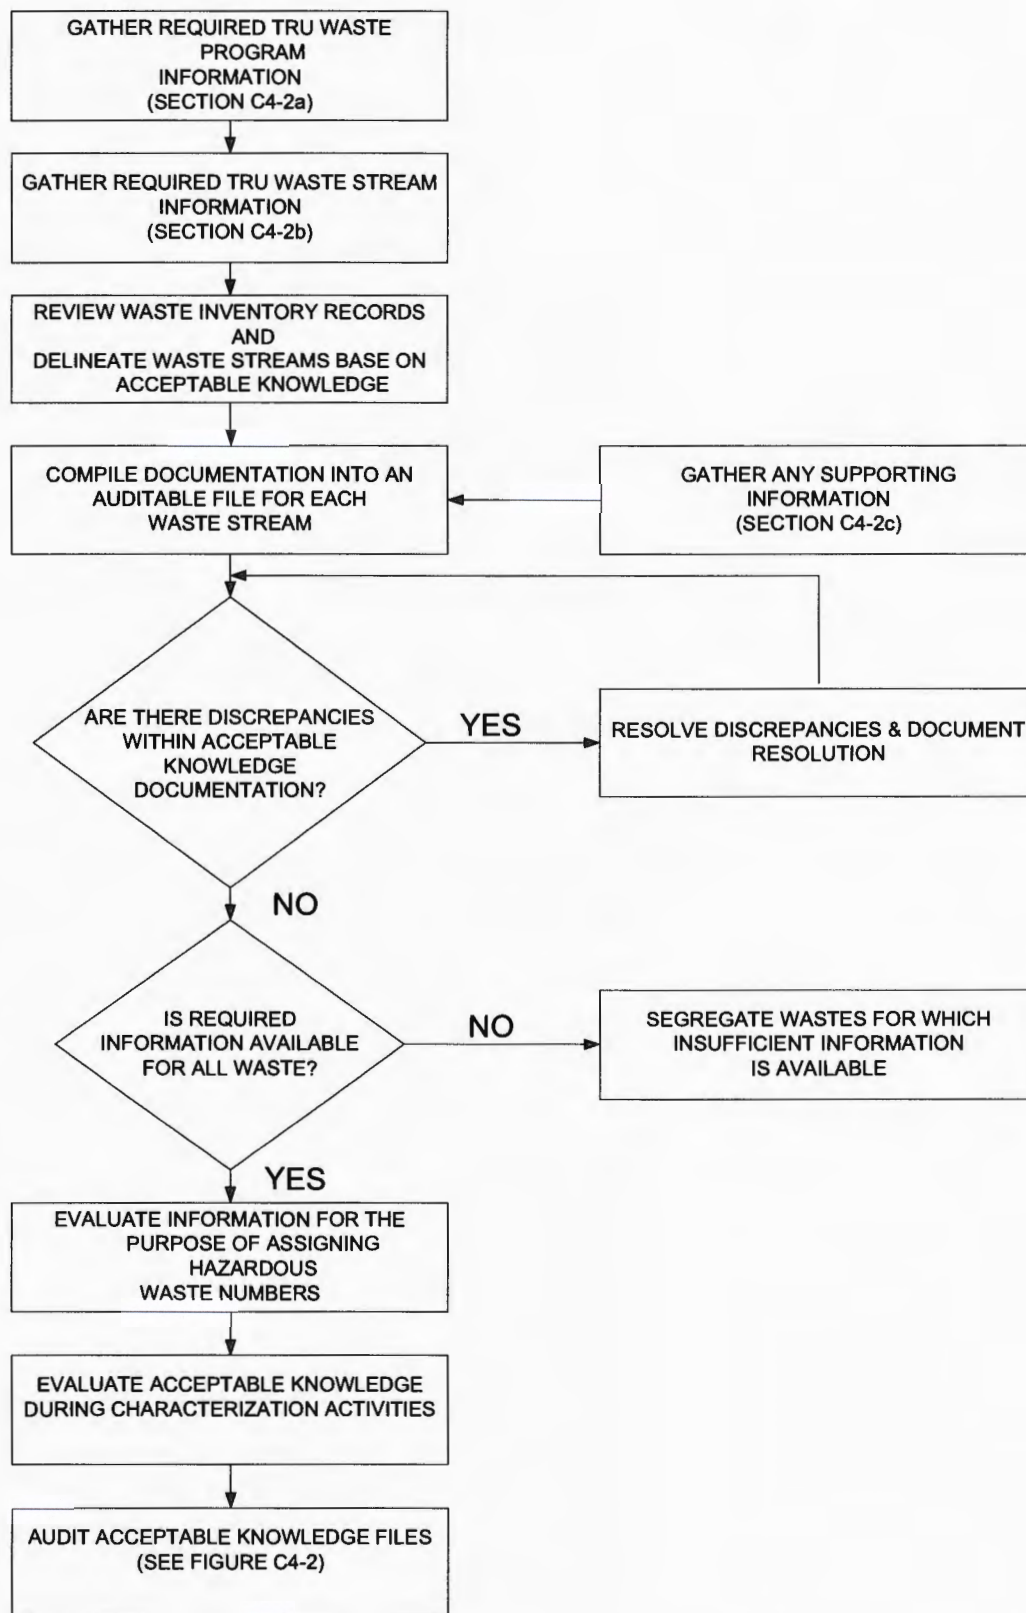 GATHER REQUIRED TRU WASTE
PROGRAM
INFORMATION
(SECTION C4-2a)
GATHER REQUIRED TRU WASTE STREAM
INFORMATION
(SECTION C4-2b)
REVIEW WASTE INVENTORY RECORDS
AND
DELINEATE WASTE STREAMS BASE ON
ACCEPTABLE KNOWLEDGE
COMPILE DOCUMENTATION INTO AN
AUDITABLE FILE FOR EACH
WASTE STREAM
GATHER ANY SUPPORTING
INFORMATION
(SECTION C4-2c)
ARE THERE DISCREPANCIES
WITHIN ACCEPTABLE
KNOWLEDGE
DOCUMENTATION?
YES
RESOLVE DISCREPANCIES & DOCUMENT
RESOLUTION
NO
IS REQUIRED
INFORMATION AVAILABLE
FOR ALL WASTE?
NO
SEGREGATE WASTES FOR WHICH
INSUFFICIENT INFORMATION
IS AVAILABLE
YES
EVALUATE INFORMATION FOR THE
PURPOSE OF ASSIGNING
HAZARDOUS
WASTE NUMBERS
EVALUATE ACCEPTABLE KNOWLEDGE
DURING CHARACTERIZATION ACTIVITIES
AUDIT ACCEPTABLE KNOWLEDGE FILES
(SEE FIGURE C4-2)